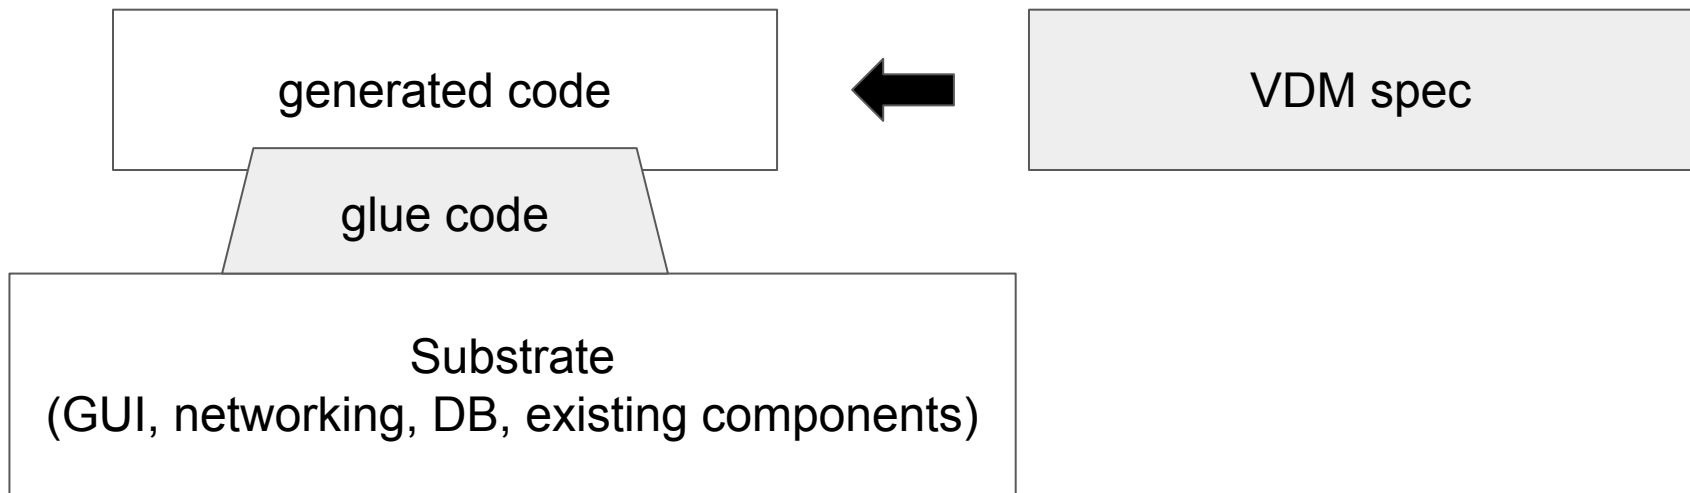 generated code
VDM spec
glue code
Substrate
(GUI, networking, DB, existing components)